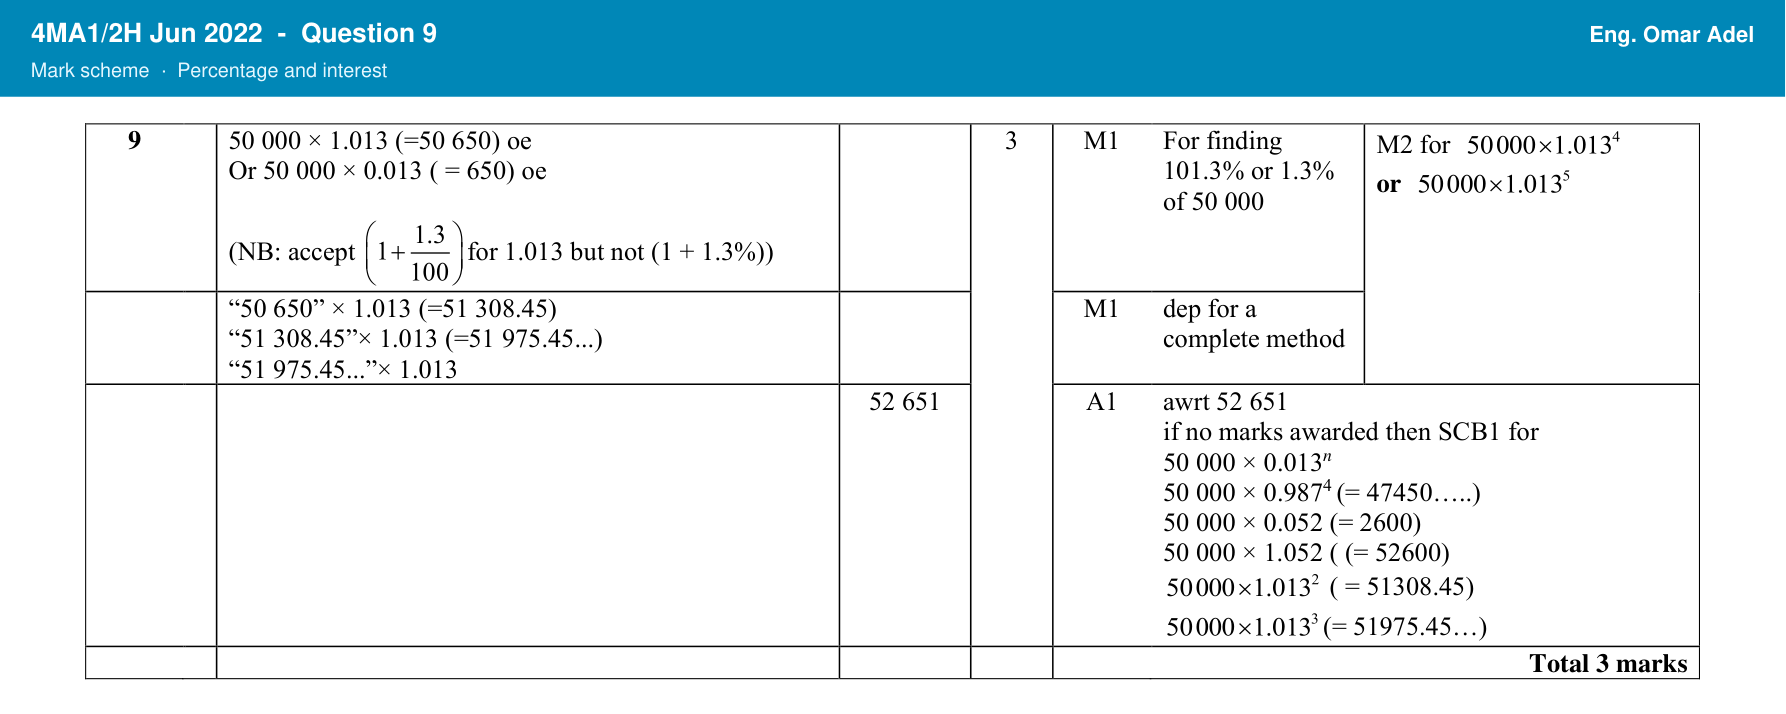 4MA1/2H Jun 2022 - Question 9
Eng. Omar Adel
Mark scheme · Percentage and interest
9
50 000 × 1.013 (=50 650) oe
Or 50 000 × 0.013 ( = 650) oe
(NB: accept (1+1.3/100) for 1.013 but not (1 + 1.3%))
3
M1
For finding
101.3% or 1.3%
of 50 000
M2 for 50000×1.013⁴
or 50000×1.013⁵
“50 650” × 1.013 (=51 308.45)
“51 308.45”× 1.013 (=51 975.45...)
“51 975.45...”× 1.013
M1
dep for a
complete method
52 651
A1
awrt 52 651
if no marks awarded then SCB1 for
50 000 × 0.013ⁿ
50 000 × 0.987⁴ (= 47450…..)
50 000 × 0.052 (= 2600)
50 000 × 1.052 ( (= 52600)
50000×1.013² ( = 51308.45)
50000×1.013³ (= 51975.45…)
Total 3 marks